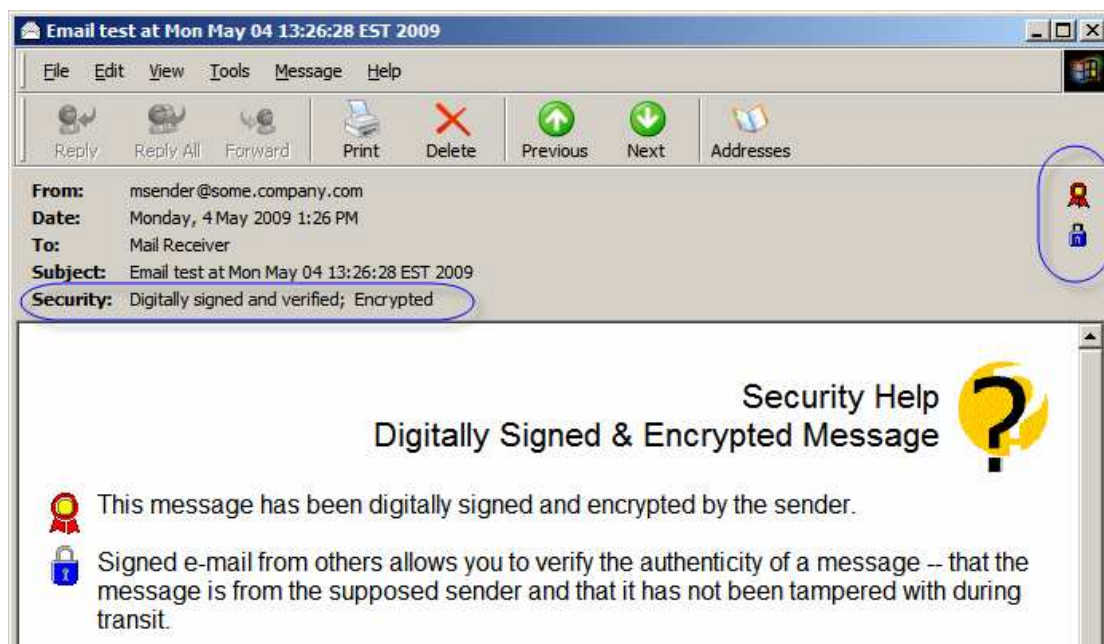 Email test at Mon May 04 13:26:28 EST 2009
File Edit View Tools Message Help
Reply Reply All Forward Print Delete Previous Next Addresses
From: msender@some.company.com
Date: Monday, 4 May 2009 1:26 PM
To: Mail Receiver
Subject: Email test at Mon May 04 13:26:28 EST 2009
Security: Digitally signed and verified; Encrypted
Security Help
Digitally Signed & Encrypted Message
This message has been digitally signed and encrypted by the sender.
Signed e-mail from others allows you to verify the authenticity of a message -- that the
message is from the supposed sender and that it has not been tampered with during
transit.